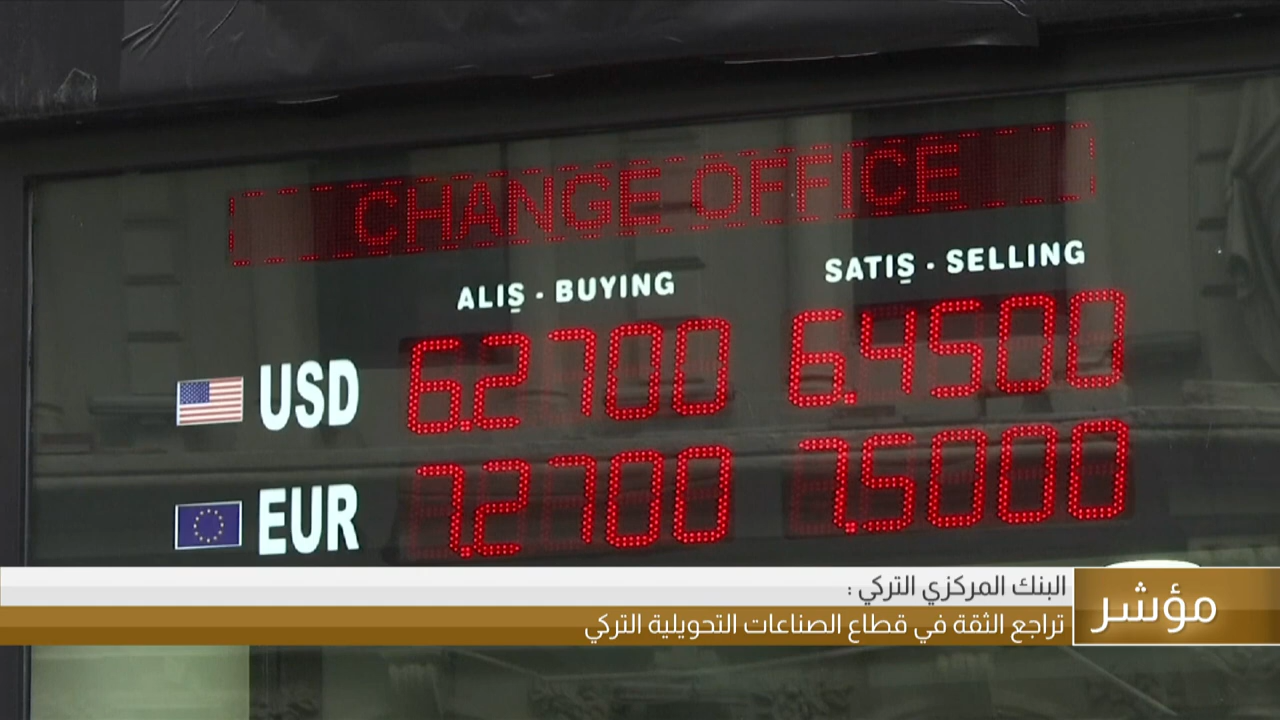 CHANGE OFFICE
ALIŞ - BUYING SATIŞ - SELLING
USD 6.2700 6.4500
EUR 7.2700 7.5000
البنك المركزي التركي :
مؤشر
تراجع الثقة في قطاع الصناعات التحويلية التركي